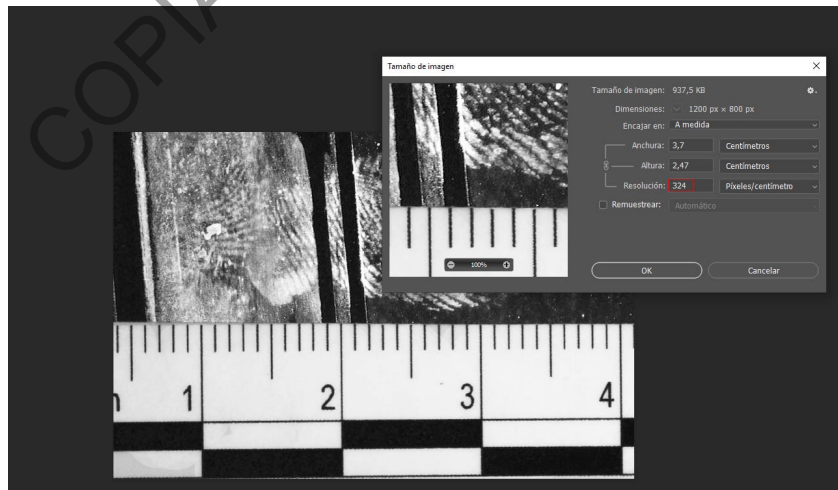 COPIA
Tamaño de imagen
Tamaño de imagen: 937,5 KB
Dimensiones: 1200 px × 800 px
Encajar en: A medida
Anchura: 3,7 Centímetros
Altura: 2,47 Centímetros
Resolución: 324 Píxeles/centímetro
Remuestrear: Automático
100%
OK Cancelar
1 2 3 4